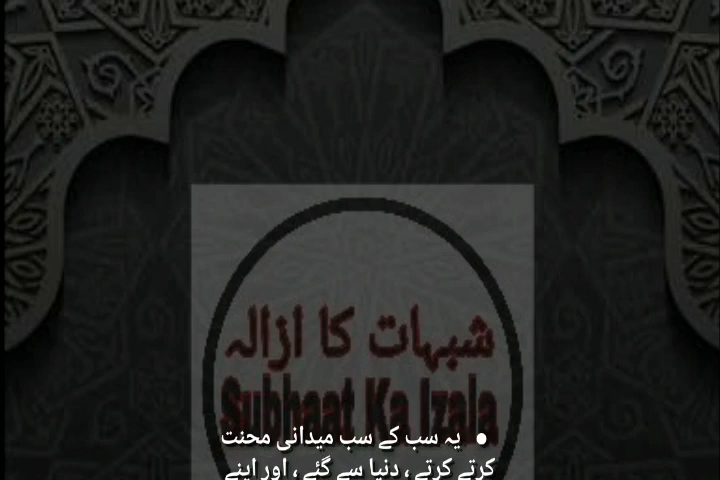 شبہات کا ازالہ
Subhaat Ka Izala
• یہ سب کے سب میدانی محنت
کرتے کرتے ، دنیا سے گئے ، اور اپنے